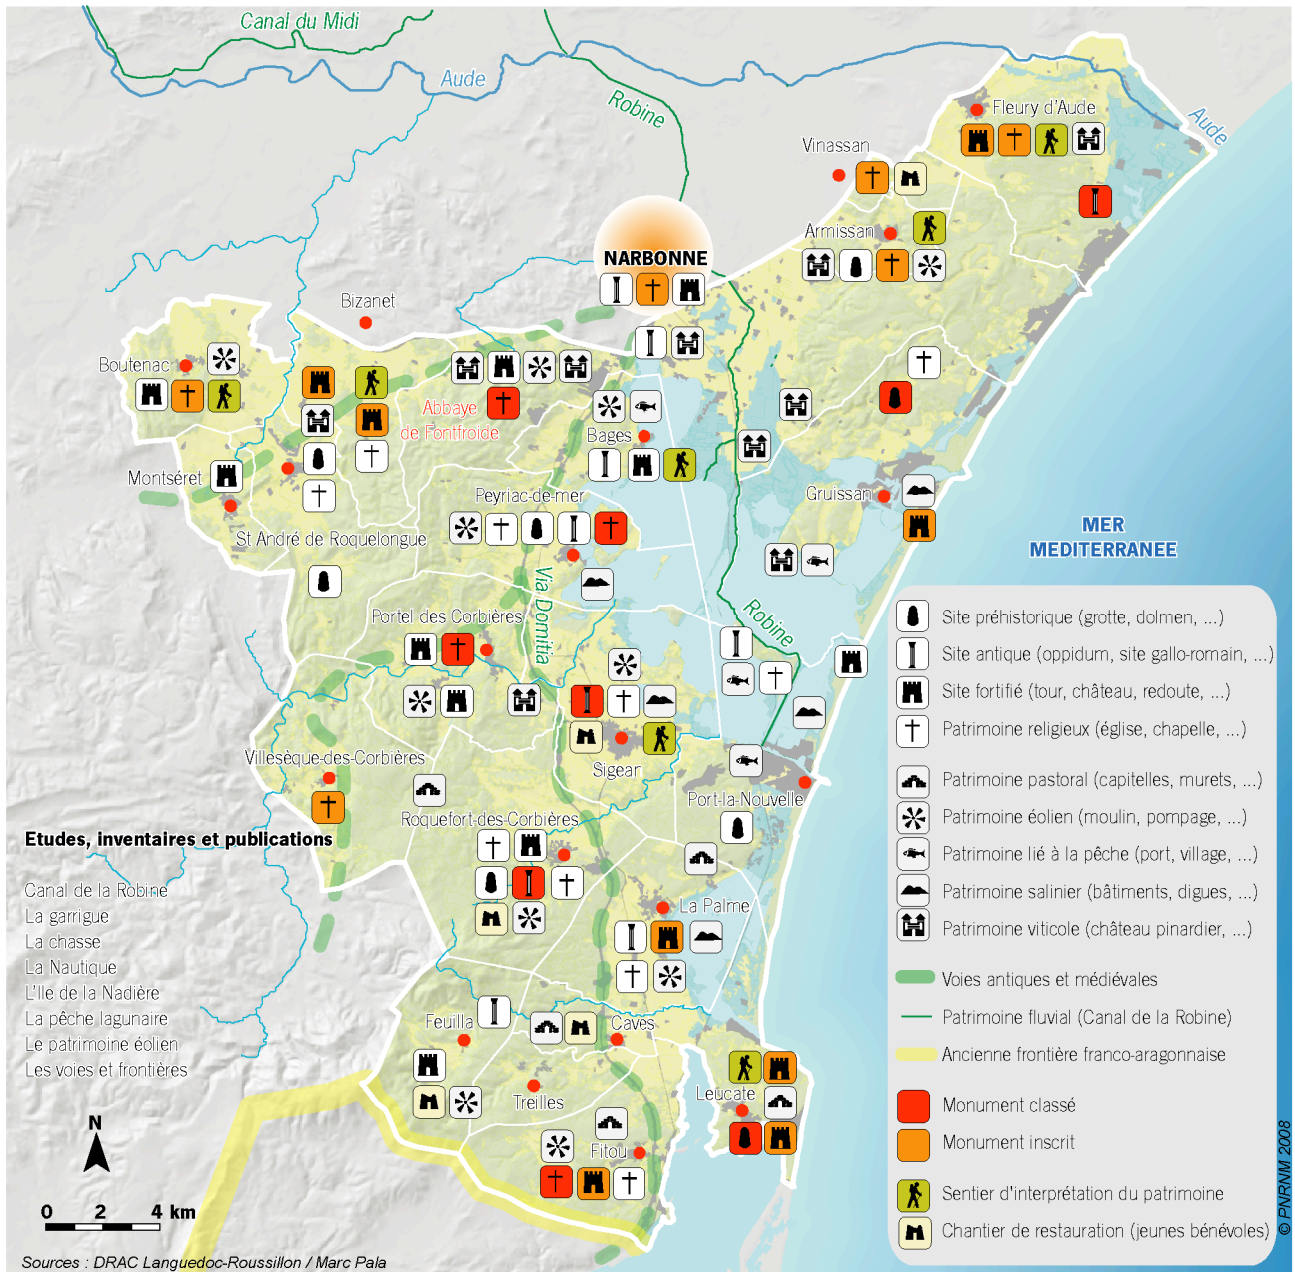 Canal du Midi
Aude
Robine
Fleury d'Aude
Aude
Vinassan
Armissan
NARBONNE
Bizanet
Boutenac
Abbaye
de Fontfroide
Bages
Montséret
Peyriac-de-mer
Gruissan
MER
MEDITERRANEE
St André de Roquelongue
Via Domitia
Portel des Corbières
Robine
Villesèque-des-Corbières
Sigean
Port-la-Nouvelle
Roquefort-des-Corbières
La Palme
Feuilla
Caves
Treilles
Leucate
Fitou
Etudes, inventaires et publications
Canal de la Robine
La garrigue
La chasse
La Nautique
L'Ile de la Nadière
La pêche lagunaire
Le patrimoine éolien
Les voies et frontières
N
0 2 4 km
Sources : DRAC Languedoc-Roussillon / Marc Pala
Site préhistorique (grotte, dolmen, ...)
Site antique (oppidum, site gallo-romain, ...)
Site fortifié (tour, château, redoute, ...)
Patrimoine religieux (église, chapelle, ...)
Patrimoine pastoral (capitelles, murets, ...)
Patrimoine éolien (moulin, pompage, ...)
Patrimoine lié à la pêche (port, village, ...)
Patrimoine salinier (bâtiments, digues, ...)
Patrimoine viticole (château pinardier, ...)
Voies antiques et médiévales
Patrimoine fluvial (Canal de la Robine)
Ancienne frontière franco-aragonnaise
Monument classé
Monument inscrit
Sentier d'interprétation du patrimoine
Chantier de restauration (jeunes bénévoles)
© PNRNM 2008